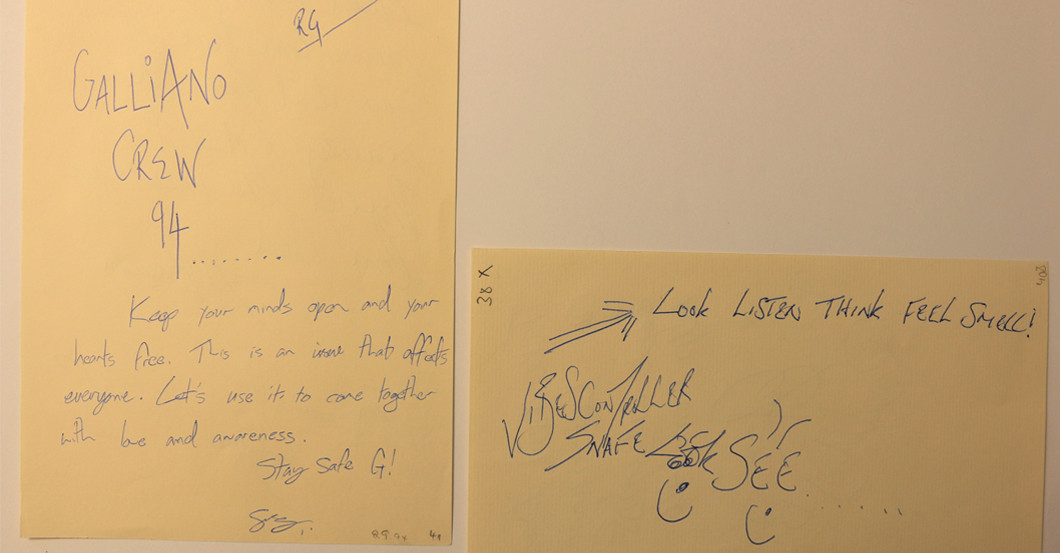 RG
GALLiANO
CREW
94.........
Keep your minds open and your
hearts free. This is an issue that affects
everyone. Let's use it to come together
with love and awareness.
Stay Safe G!
38 X
Look LISTEN THINK FEEL SMELL!
SNAFE LOOK SEE......